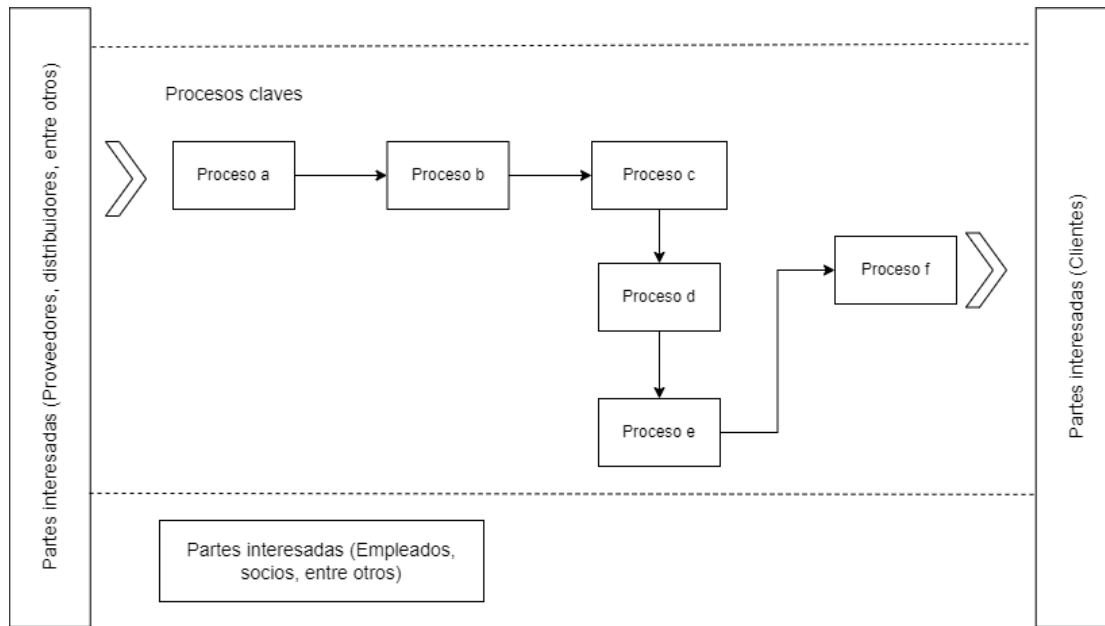 Partes interesadas (Proveedores, distribuidores, entre otros)
Procesos claves
Proceso a
Proceso b
Proceso c
Proceso d
Proceso e
Proceso f
Partes interesadas (Clientes)
Partes interesadas (Empleados,
socios, entre otros)